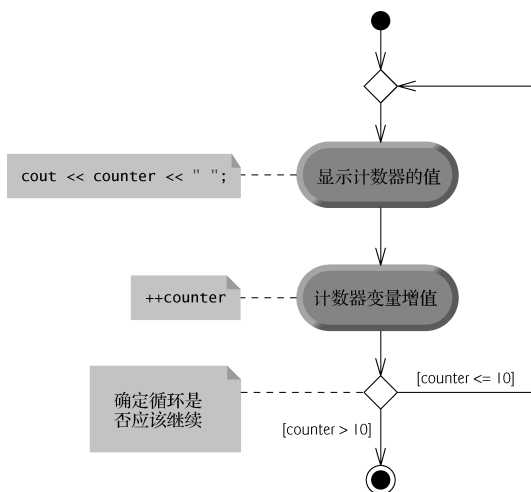 cout << counter << " ";
显示计数器的值
++counter
计数器变量增值
[counter <= 10]
确定循环是
否应该继续
[counter > 10]